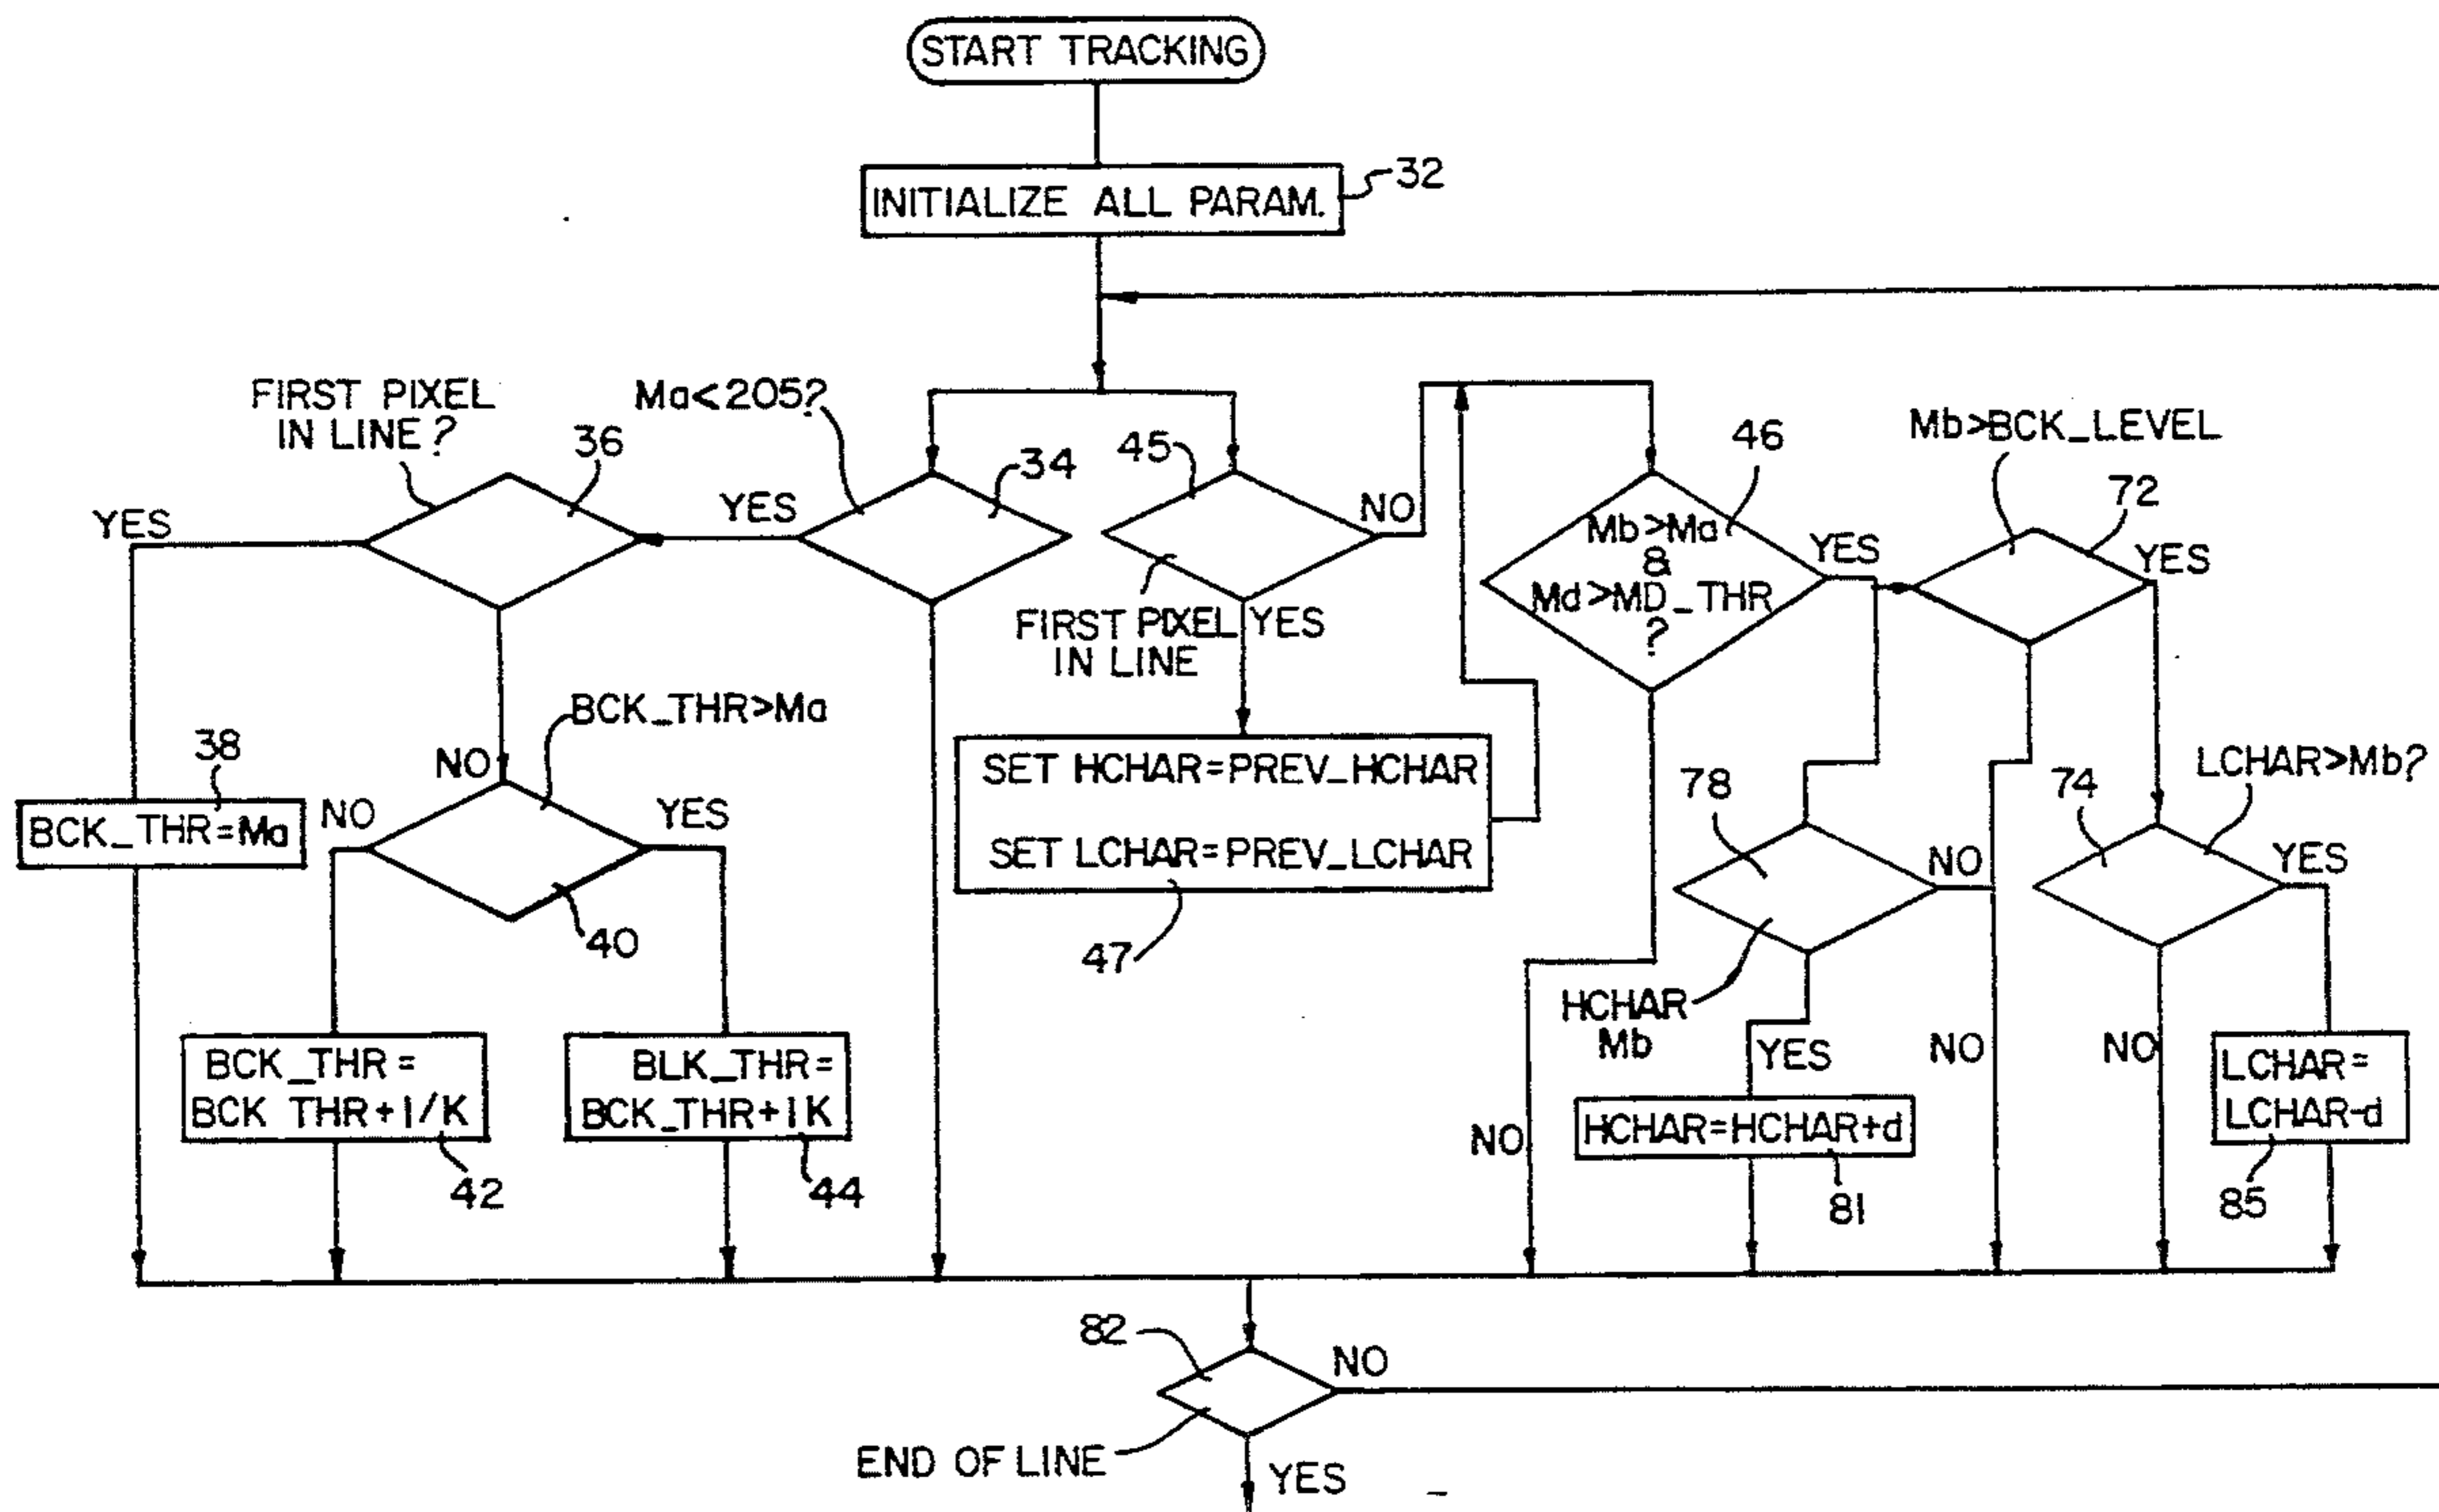 START TRACKING
INITIALIZE ALL PARAM.
32
FIRST PIXEL
IN LINE?
36
Ma<205?
34
45
46
Mb>BCK_LEVEL
72
YES
YES
NO
Mb>Ma
&
Md>MD_THR
?
YES
YES
FIRST PIXEL
IN LINE
YES
BCK_THR>Ma
38
BCK_THR=Ma
NO
NO
YES
40
SET HCHAR=PREV_HCHAR
SET LCHAR=PREV_LCHAR
47
78
NO
HCHAR
Mb
74
LCHAR>Mb?
YES
BCK_THR=
BCK THR+1/K
42
BLK_THR=
BCK_THR+1K
44
NO
YES
HCHAR=HCHAR+d
81
NO
NO
LCHAR=
LCHAR-d
85
82
NO
END OF LINE
YES